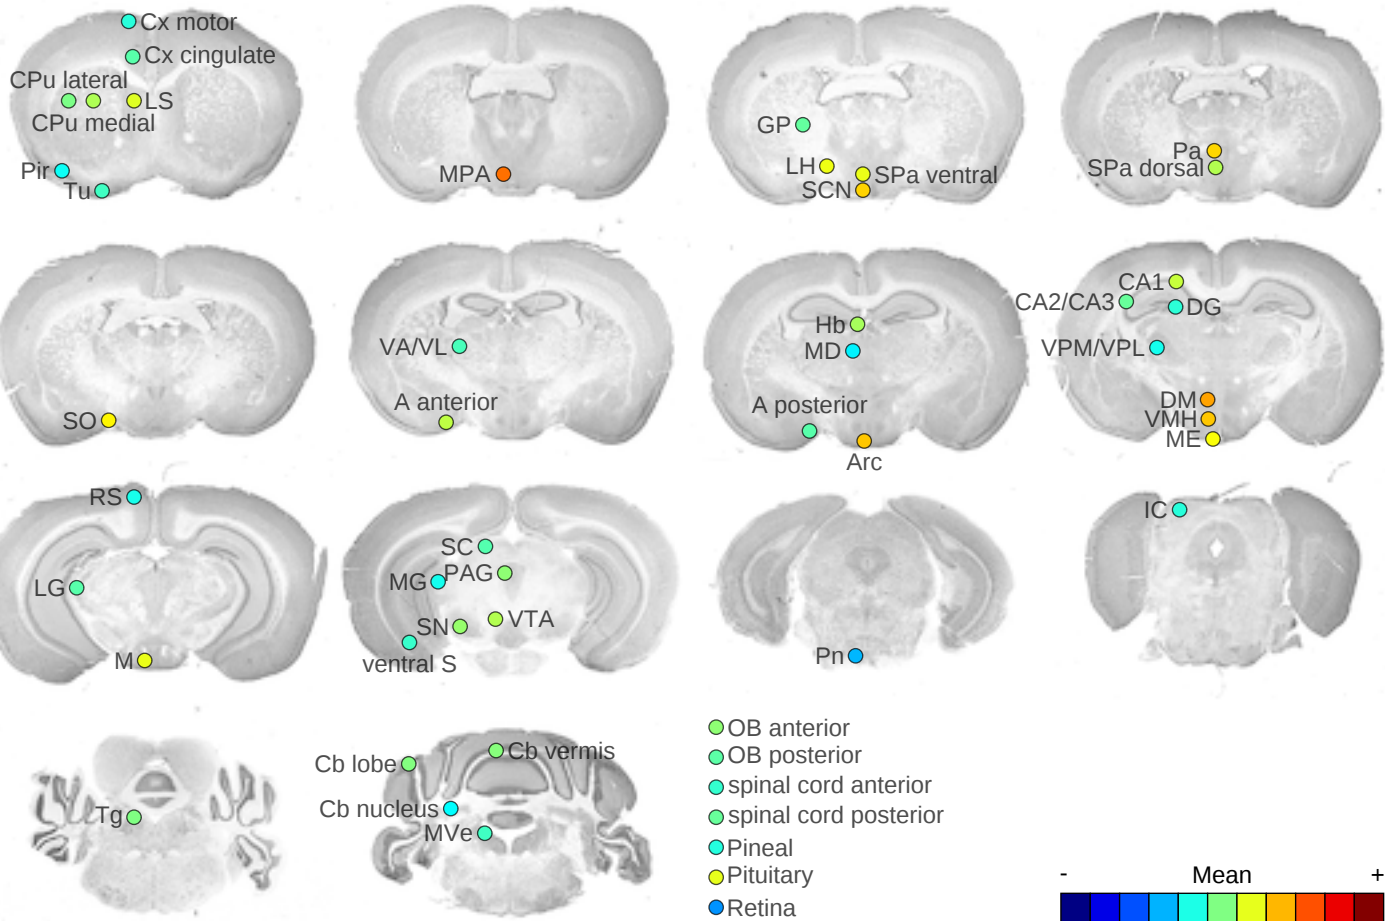 Cx motor
Cx cingulate
CPu lateral
LS
CPu medial
Pir
Tu
MPA
GP
LH
SPa ventral
SCN
Pa
SPa dorsal
SO
VA/VL
A anterior
Hb
MD
A posterior
Arc
CA1
CA2/CA3
DG
VPM/VPL
DM
VMH
ME
RS
LG
M
SC
MG
PAG
SN
VTA
ventral S
Pn
IC
Tg
Cb lobe
Cb vermis
Cb nucleus
MVe
OB anterior
OB posterior
spinal cord anterior
spinal cord posterior
Pineal
Pituitary
Retina
- Mean +